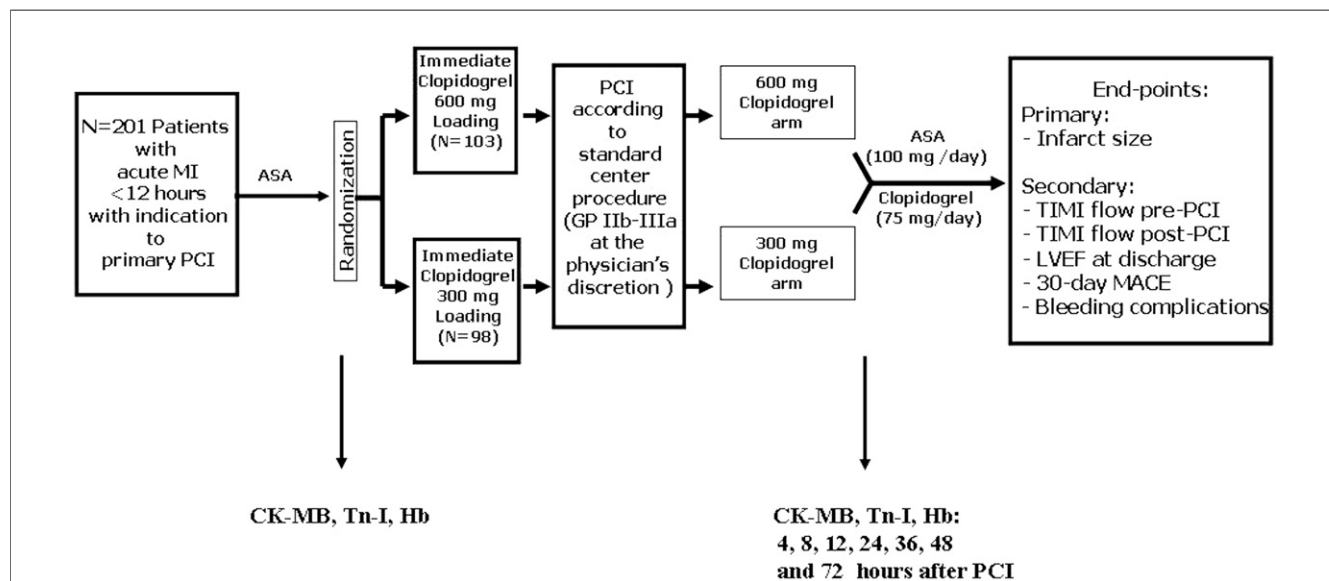 N=201 Patients
with
acute MI
<12 hours
with indication
to
primary PCI
ASA
Randomization
Immediate
Clopidogrel
600 mg
Loading
(N=103)
Immediate
Clopidogrel
300 mg
Loading
(N=98)
PCI
according
to
standard
center
procedure
(GP IIb-IIIa
at the
physician's
discretion )
600 mg
Clopidogrel
arm
300 mg
Clopidogrel
arm
ASA
(100 mg /day)
Clopidogrel
(75 mg/day)
End-points:
Primary:
- Infarct size
Secondary:
- TIMI flow pre-PCI
- TIMI flow post-PCI
- LVEF at discharge
- 30-day MACE
- Bleeding complications
CK-MB, Tn-I, Hb
CK-MB, Tn-I, Hb:
4, 8, 12, 24, 36, 48
and 72 hours after PCI